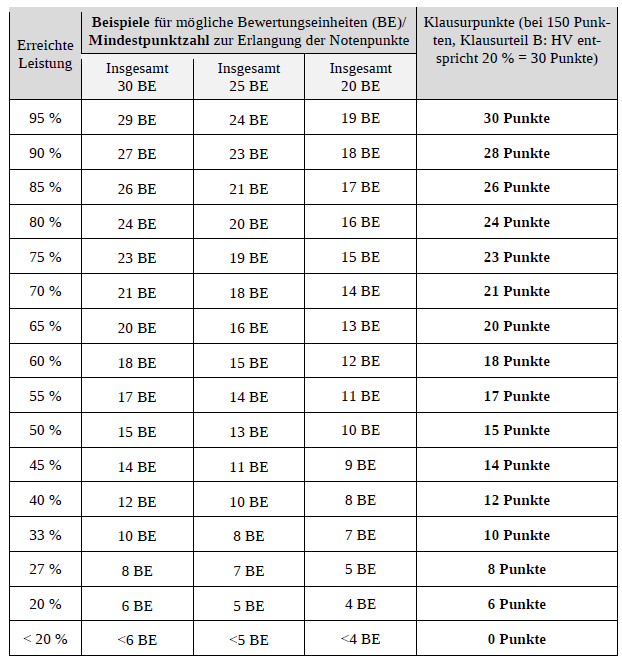 Erreichte
Leistung
Beispiele für mögliche Bewertungseinheiten (BE)/
Mindestpunktzahl zur Erlangung der Notenpunkte
Klausurpunkte (bei 150 Punk-
ten, Klausurteil B: HV ent-
spricht 20 % = 30 Punkte)
Insgesamt
30 BE
Insgesamt
25 BE
Insgesamt
20 BE
95 % 29 BE 24 BE 19 BE 30 Punkte
90 % 27 BE 23 BE 18 BE 28 Punkte
85 % 26 BE 21 BE 17 BE 26 Punkte
80 % 24 BE 20 BE 16 BE 24 Punkte
75 % 23 BE 19 BE 15 BE 23 Punkte
70 % 21 BE 18 BE 14 BE 21 Punkte
65 % 20 BE 16 BE 13 BE 20 Punkte
60 % 18 BE 15 BE 12 BE 18 Punkte
55 % 17 BE 14 BE 11 BE 17 Punkte
50 % 15 BE 13 BE 10 BE 15 Punkte
45 % 14 BE 11 BE 9 BE 14 Punkte
40 % 12 BE 10 BE 8 BE 12 Punkte
33 % 10 BE 8 BE 7 BE 10 Punkte
27 % 8 BE 7 BE 5 BE 8 Punkte
20 % 6 BE 5 BE 4 BE 6 Punkte
< 20 % <6 BE <5 BE <4 BE 0 Punkte